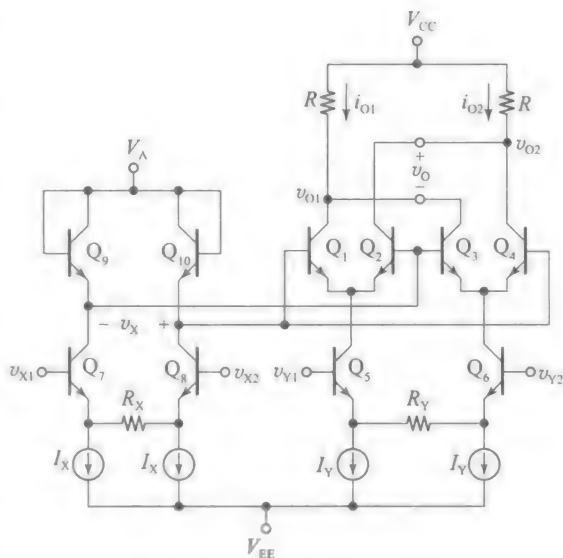 V_CC
R
i_O1
i_O2
R
v_O2
V_A
+
v_O
−
v_O1
Q_9
Q_10
Q_1
Q_2
Q_3
Q_4
− v_X +
v_X1
Q_7
Q_8
v_X2
v_Y1
Q_5
Q_6
v_Y2
R_X
R_Y
I_X
I_X
I_Y
I_Y
V_EE